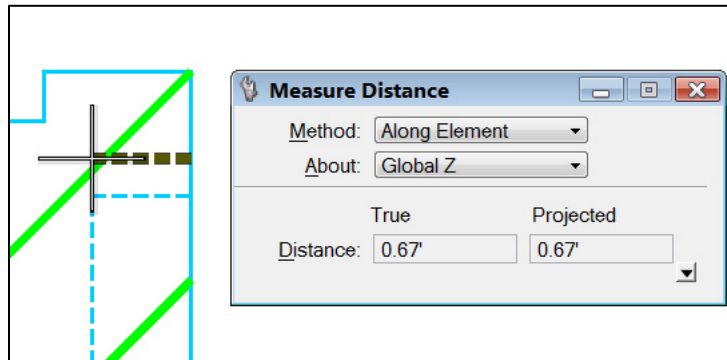 Measure Distance
Method: Along Element
About: Global Z
True Projected
Distance: 0.67' 0.67'